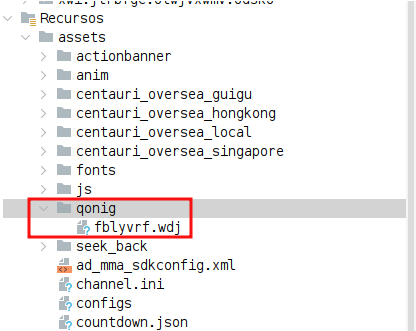 Recursos
assets
actionbanner
anim
centauri_oversea_guigu
centauri_oversea_hongkong
centauri_oversea_local
centauri_oversea_singapore
fonts
js
qonig
fblyvrf.wdj
seek_back
ad_mma_sdkconfig.xml
channel.ini
configs
countdown.json